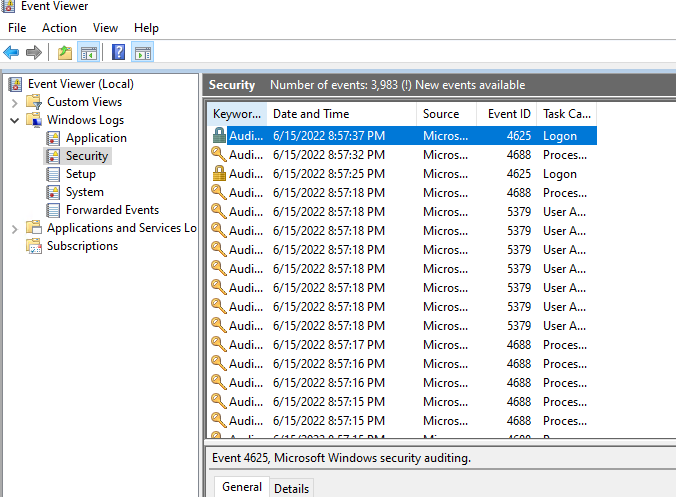 Event Viewer
File Action View Help
Event Viewer (Local)
Custom Views
Windows Logs
Application
Security
Setup
System
Forwarded Events
Applications and Services Lo
Subscriptions
Security Number of events: 3,983 (!) New events available
Keywor... Date and Time Source Event ID Task Ca...
Audi... 6/15/2022 8:57:37 PM Micros... 4625 Logon
Audi... 6/15/2022 8:57:32 PM Micros... 4688 Proces...
Audi... 6/15/2022 8:57:25 PM Micros... 4625 Logon
Audi... 6/15/2022 8:57:18 PM Micros... 4688 Proces...
Audi... 6/15/2022 8:57:18 PM Micros... 5379 User A...
Audi... 6/15/2022 8:57:18 PM Micros... 5379 User A...
Audi... 6/15/2022 8:57:18 PM Micros... 5379 User A...
Audi... 6/15/2022 8:57:18 PM Micros... 5379 User A...
Audi... 6/15/2022 8:57:18 PM Micros... 5379 User A...
Audi... 6/15/2022 8:57:18 PM Micros... 5379 User A...
Audi... 6/15/2022 8:57:18 PM Micros... 5379 User A...
Audi... 6/15/2022 8:57:17 PM Micros... 4688 Proces...
Audi... 6/15/2022 8:57:16 PM Micros... 4688 Proces...
Audi... 6/15/2022 8:57:16 PM Micros... 4688 Proces...
Audi... 6/15/2022 8:57:15 PM Micros... 4688 Proces...
Audi... 6/15/2022 8:57:15 PM Micros... 4688 Proces...
Audi... 6/15/2022 8:57:15 PM Micros... 4688 Proces...
Event 4625, Microsoft Windows security auditing.
General Details